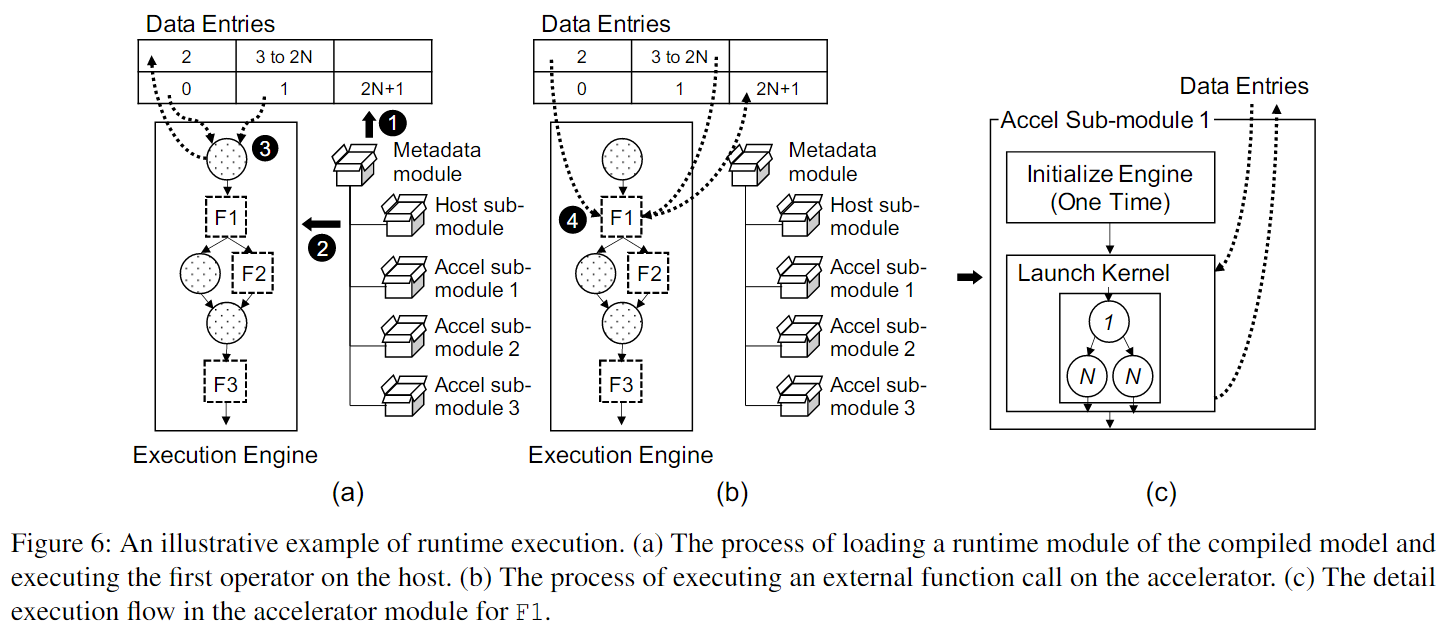 Data Entries
2 3 to 2N
0 1 2N+1
1
3
Metadata
module
F1
Host sub-
module
2
F2
Accel sub-
module 1
Accel sub-
module 2
F3
Accel sub-
module 3
Execution Engine
(a)
Data Entries
2 3 to 2N
0 1 2N+1
Metadata
module
4
F1
Host sub-
module
F2
Accel sub-
module 1
Accel sub-
module 2
F3
Accel sub-
module 3
Execution Engine
(b)
Data Entries
Accel Sub-module 1
Initialize Engine
(One Time)
Launch Kernel
1
N N
(c)
Figure 6: An illustrative example of runtime execution. (a) The process of loading a runtime module of the compiled model and
executing the first operator on the host. (b) The process of executing an external function call on the accelerator. (c) The detail
execution flow in the accelerator module for F1.